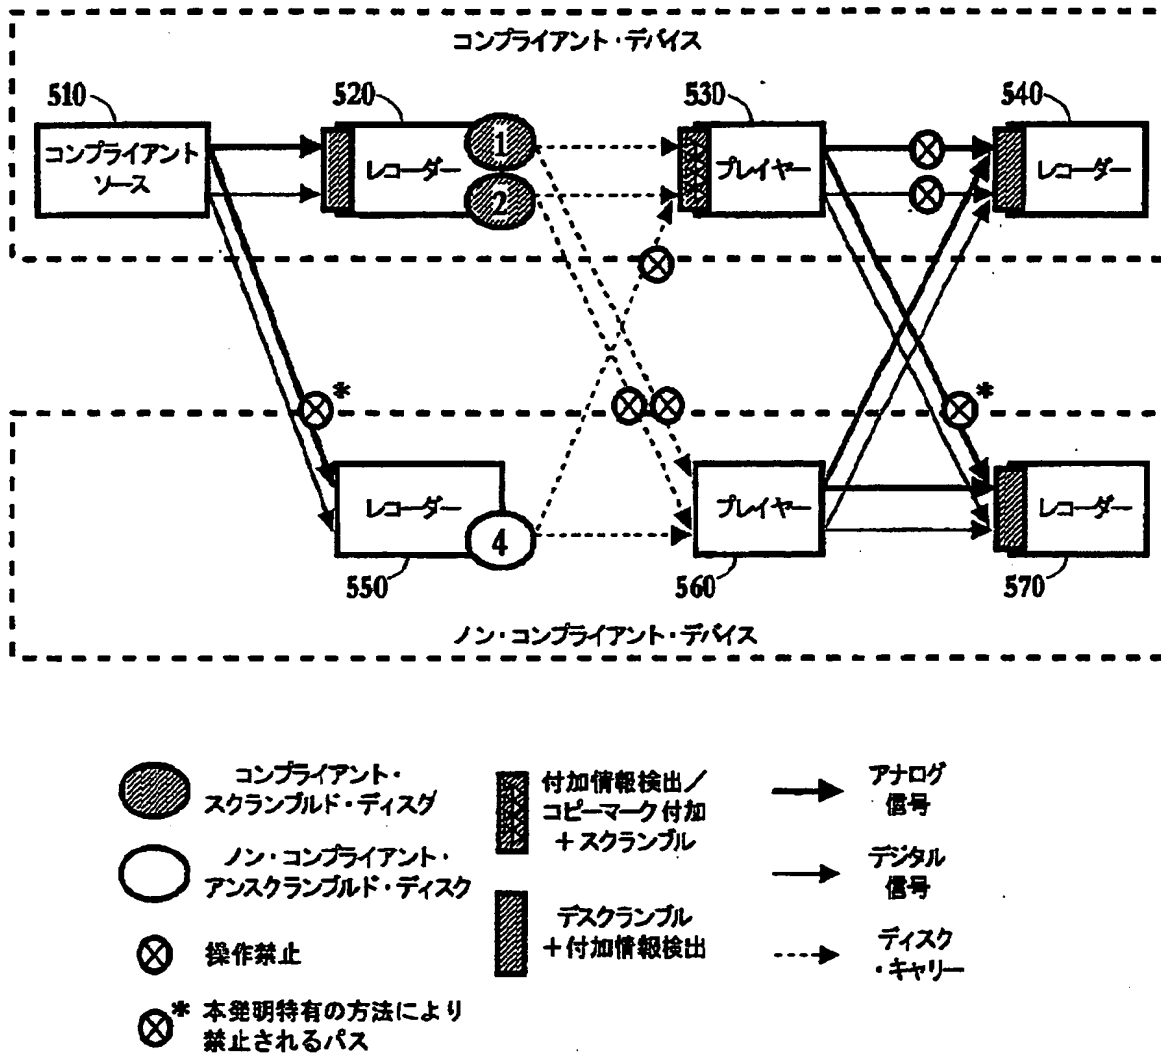 コンプライアント・デバイス
510
520
530
540
コンプライアント
ソース
レコーダー
1
2
プレイヤー
レコーダー
*
*
レコーダー
4
プレイヤー
レコーダー
550
560
570
ノン・コンプライアント・デバイス
コンプライアント・
スクランブルド・ディスク
ノン・コンプライアント・
アンスクランブルド・ディスク
操作禁止
* 本発明特有の方法により
禁止されるパス
付加情報検出/
コピーマーク付加
+スクランブル
デスクランブル
+付加情報検出
アナログ
信号
デジタル
信号
ディスク
・キャリー